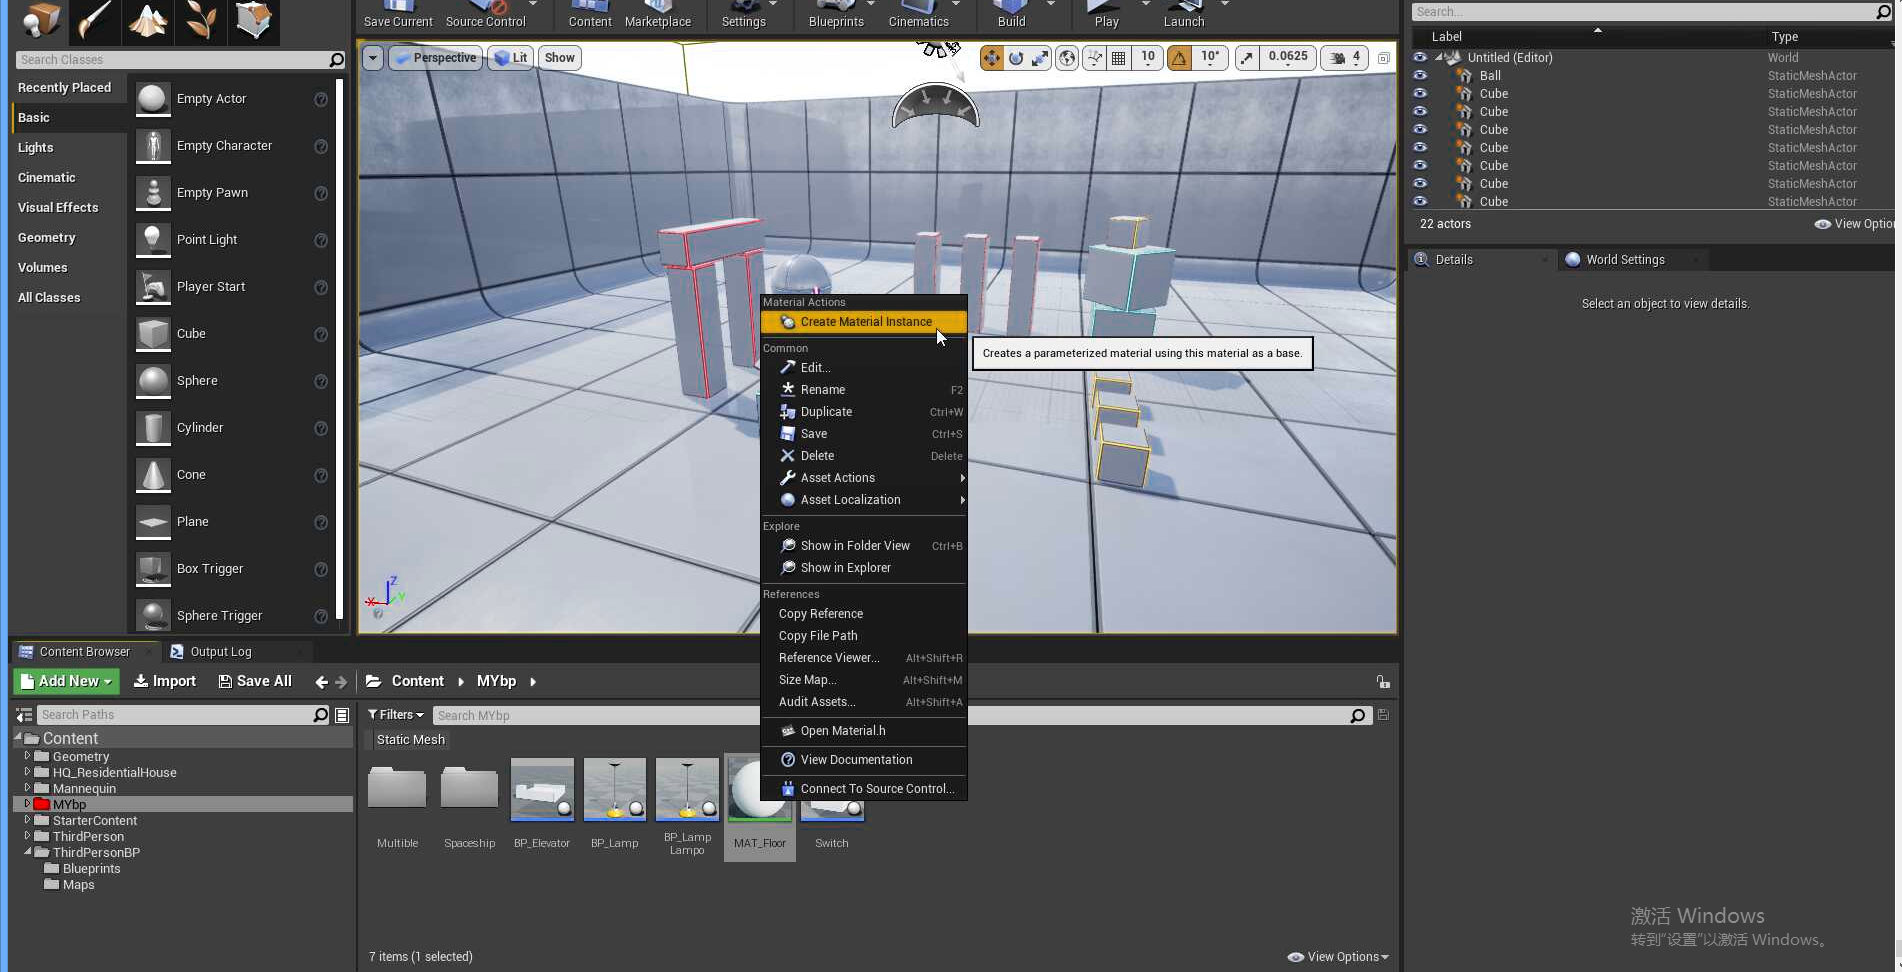 Save Current
Source Control
Content
Marketplace
Settings
Blueprints
Cinematics
Build
Play
Launch
Search Classes
Recently Placed
Basic
Lights
Cinematic
Visual Effects
Geometry
Volumes
All Classes
Empty Actor
Empty Character
Empty Pawn
Point Light
Player Start
Cube
Sphere
Cylinder
Cone
Plane
Box Trigger
Sphere Trigger
Perspective
Lit
Show
10
10°
0.0625
4
X
Z
Y
Material Actions
Create Material Instance
Creates a parameterized material using this material as a base.
Common
Edit...
Rename F2
Duplicate Ctrl+W
Save Ctrl+S
Delete Delete
Asset Actions
Asset Localization
Explore
Show in Folder View Ctrl+B
Show in Explorer
References
Copy Reference
Copy File Path
Reference Viewer... Alt+Shift+R
Size Map... Alt+Shift+M
Audit Assets... Alt+Shift+A
Open Material.h
View Documentation
Connect To Source Control...
Search...
Label Type
Untitled (Editor) World
Ball StaticMeshActor
Cube StaticMeshActor
Cube StaticMeshActor
Cube StaticMeshActor
Cube StaticMeshActor
Cube StaticMeshActor
Cube StaticMeshActor
Cube StaticMeshActor
22 actors
View Optio
Details
World Settings
Select an object to view details.
Content Browser
Output Log
Add New
Import
Save All
Content
MYbp
Search Paths
Content
Geometry
HQ_ResidentialHouse
Mannequin
MYbp
StarterContent
ThirdPerson
ThirdPersonBP
Blueprints
Maps
Filters
Search MYbp
Static Mesh
Multible
Spaceship
BP_Elevator
BP_Lamp
BP_Lamp
Lampo
MAT_Floor
Switch
7 items (1 selected)
View Options
激活 Windows
转到"设置"以激活 Windows。